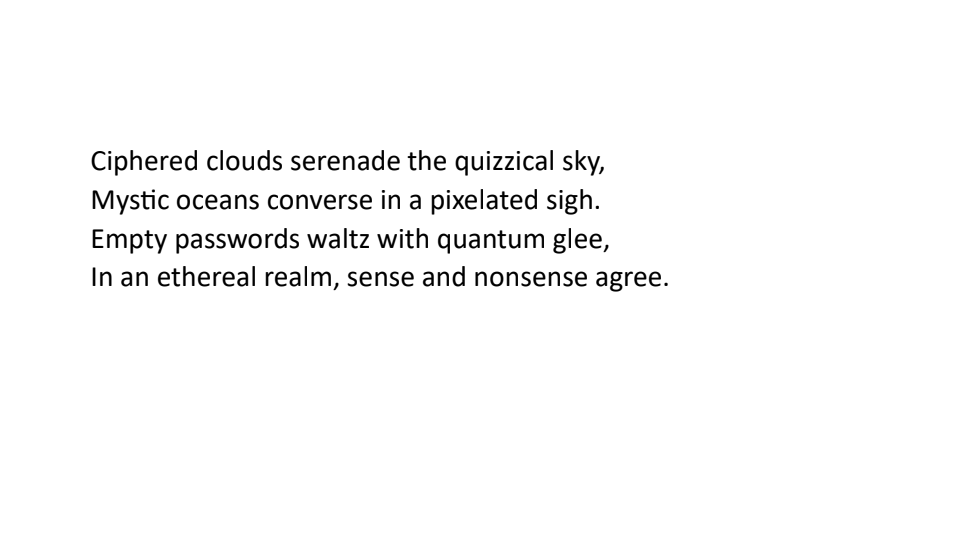 Ciphered clouds serenade the quizzical sky,
Mystic oceans converse in a pixelated sigh.
Empty passwords waltz with quantum glee,
In an ethereal realm, sense and nonsense agree.